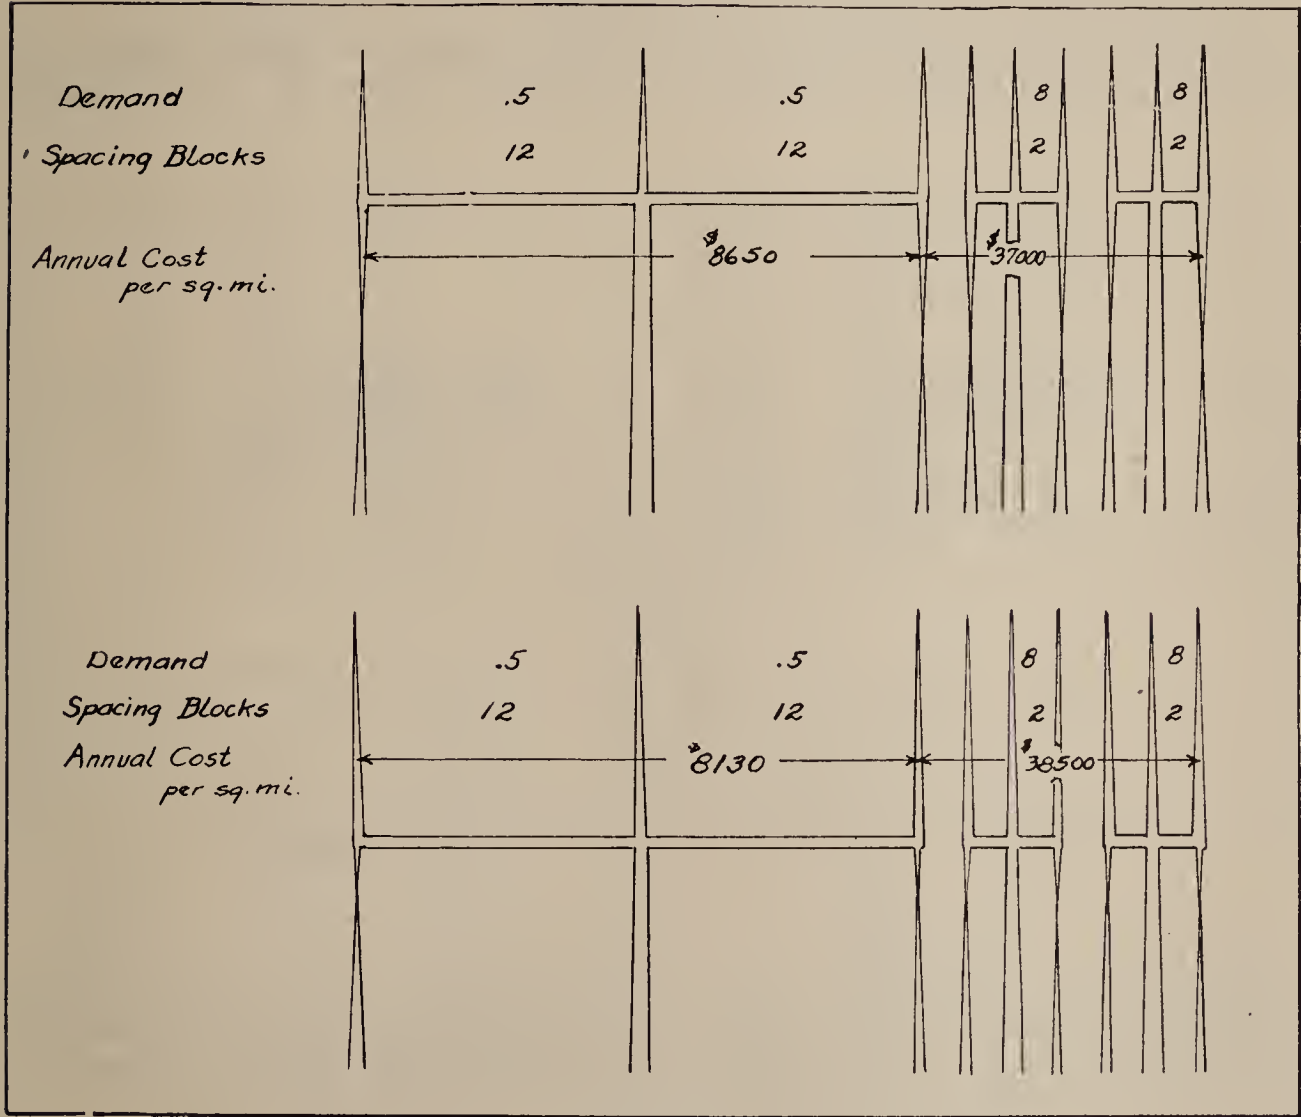 Demand .5 .5 8 8
Spacing Blocks 12 12 2 2
Annual Cost
per sq. mi. $8650 $37000
Demand .5 .5 8 8
Spacing Blocks 12 12 2 2
Annual Cost $8130 $38500
per sq. mi.